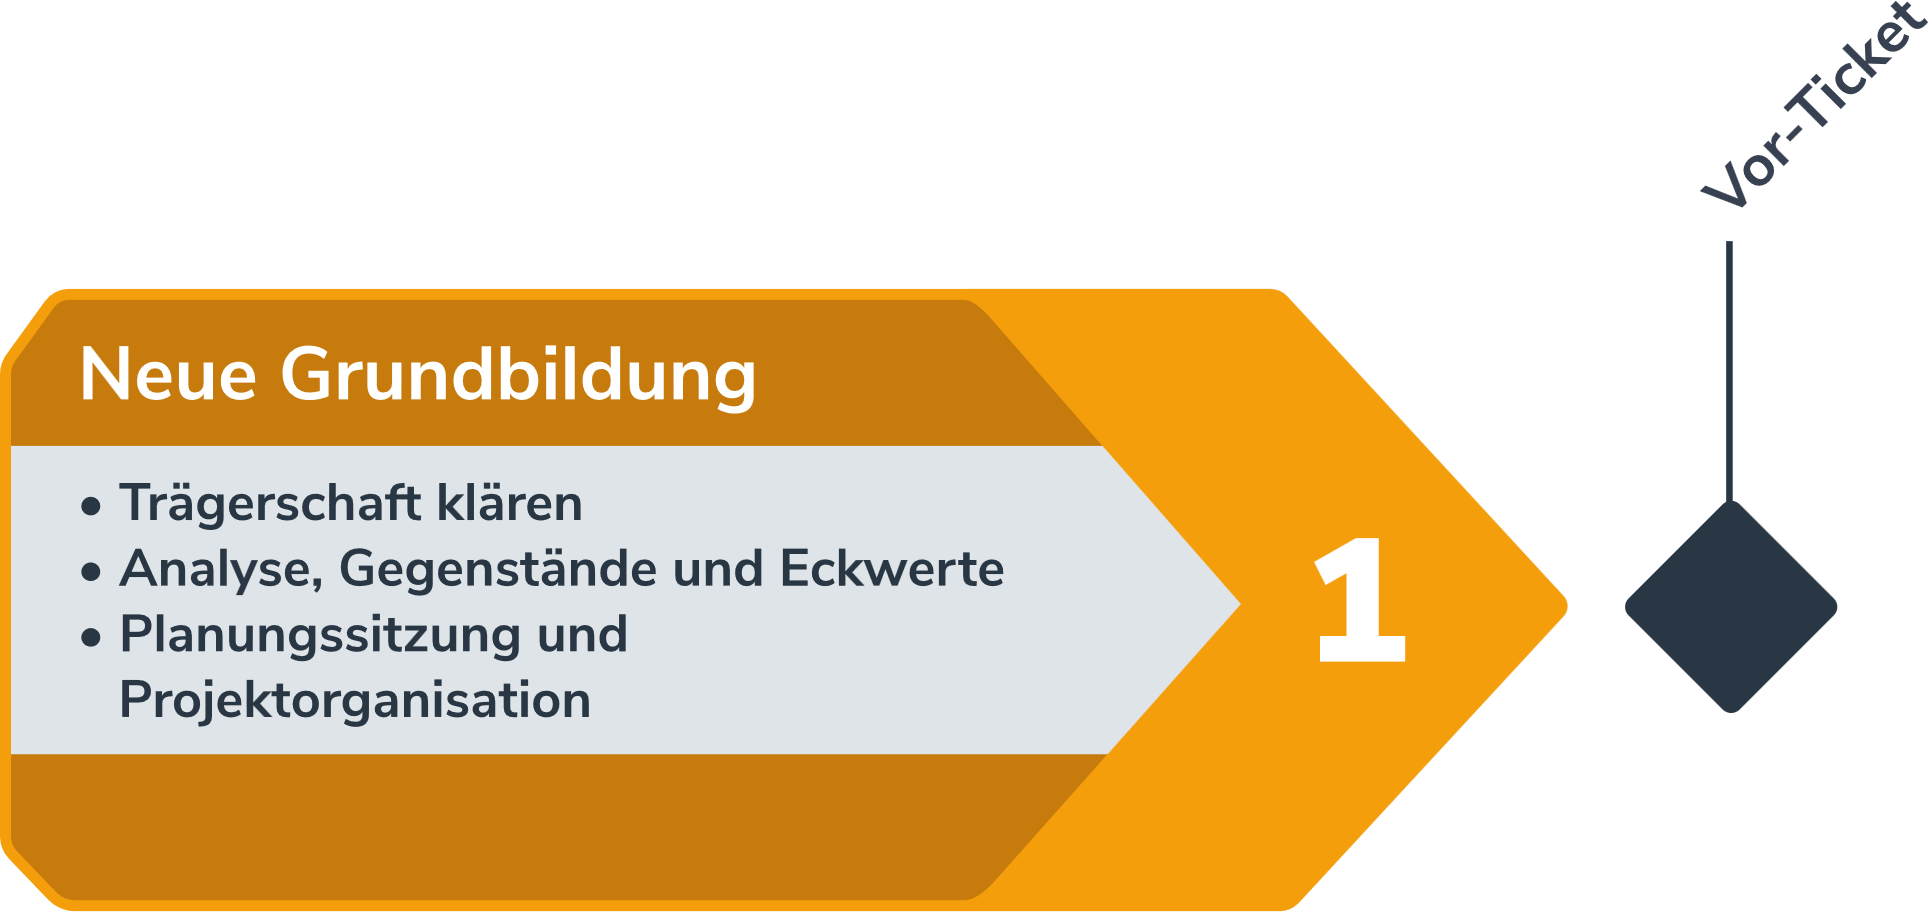 Vor-Ticket
Neue Grundbildung
• Trägerschaft klären
• Analyse, Gegenstände und Eckwerte
• Planungssitzung und
Projektorganisation
1